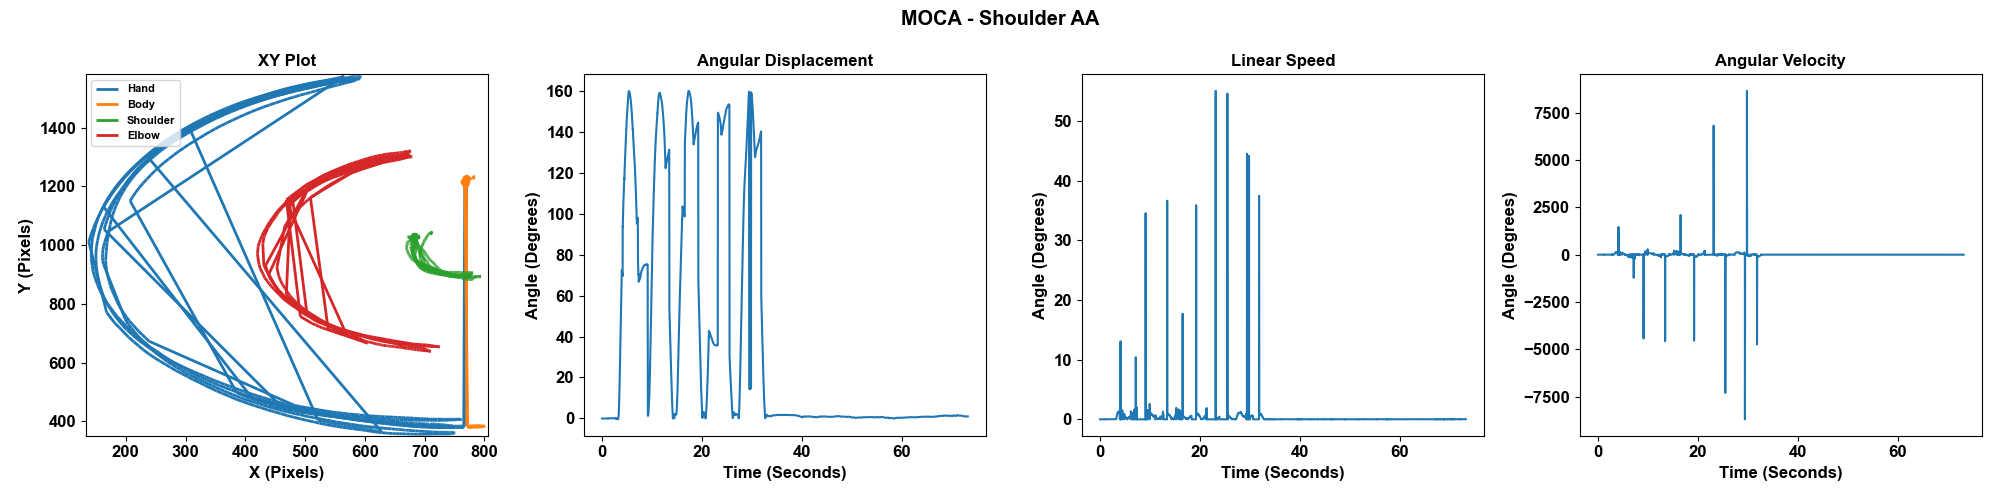 MOCA - Shoulder AA
XY Plot
Hand
Body
Shoulder
Elbow
1400
1200
1000
800
600
400
Y (Pixels)
200
300
400
500
600
700
800
X (Pixels)
Angular Displacement
160
140
120
100
80
60
40
20
0
Angle (Degrees)
0
20
40
60
Time (Seconds)
Linear Speed
50
40
30
20
10
0
Angle (Degrees)
0
20
40
60
Time (Seconds)
Angular Velocity
7500
5000
2500
0
−2500
−5000
−7500
Angle (Degrees)
0
20
40
60
Time (Seconds)